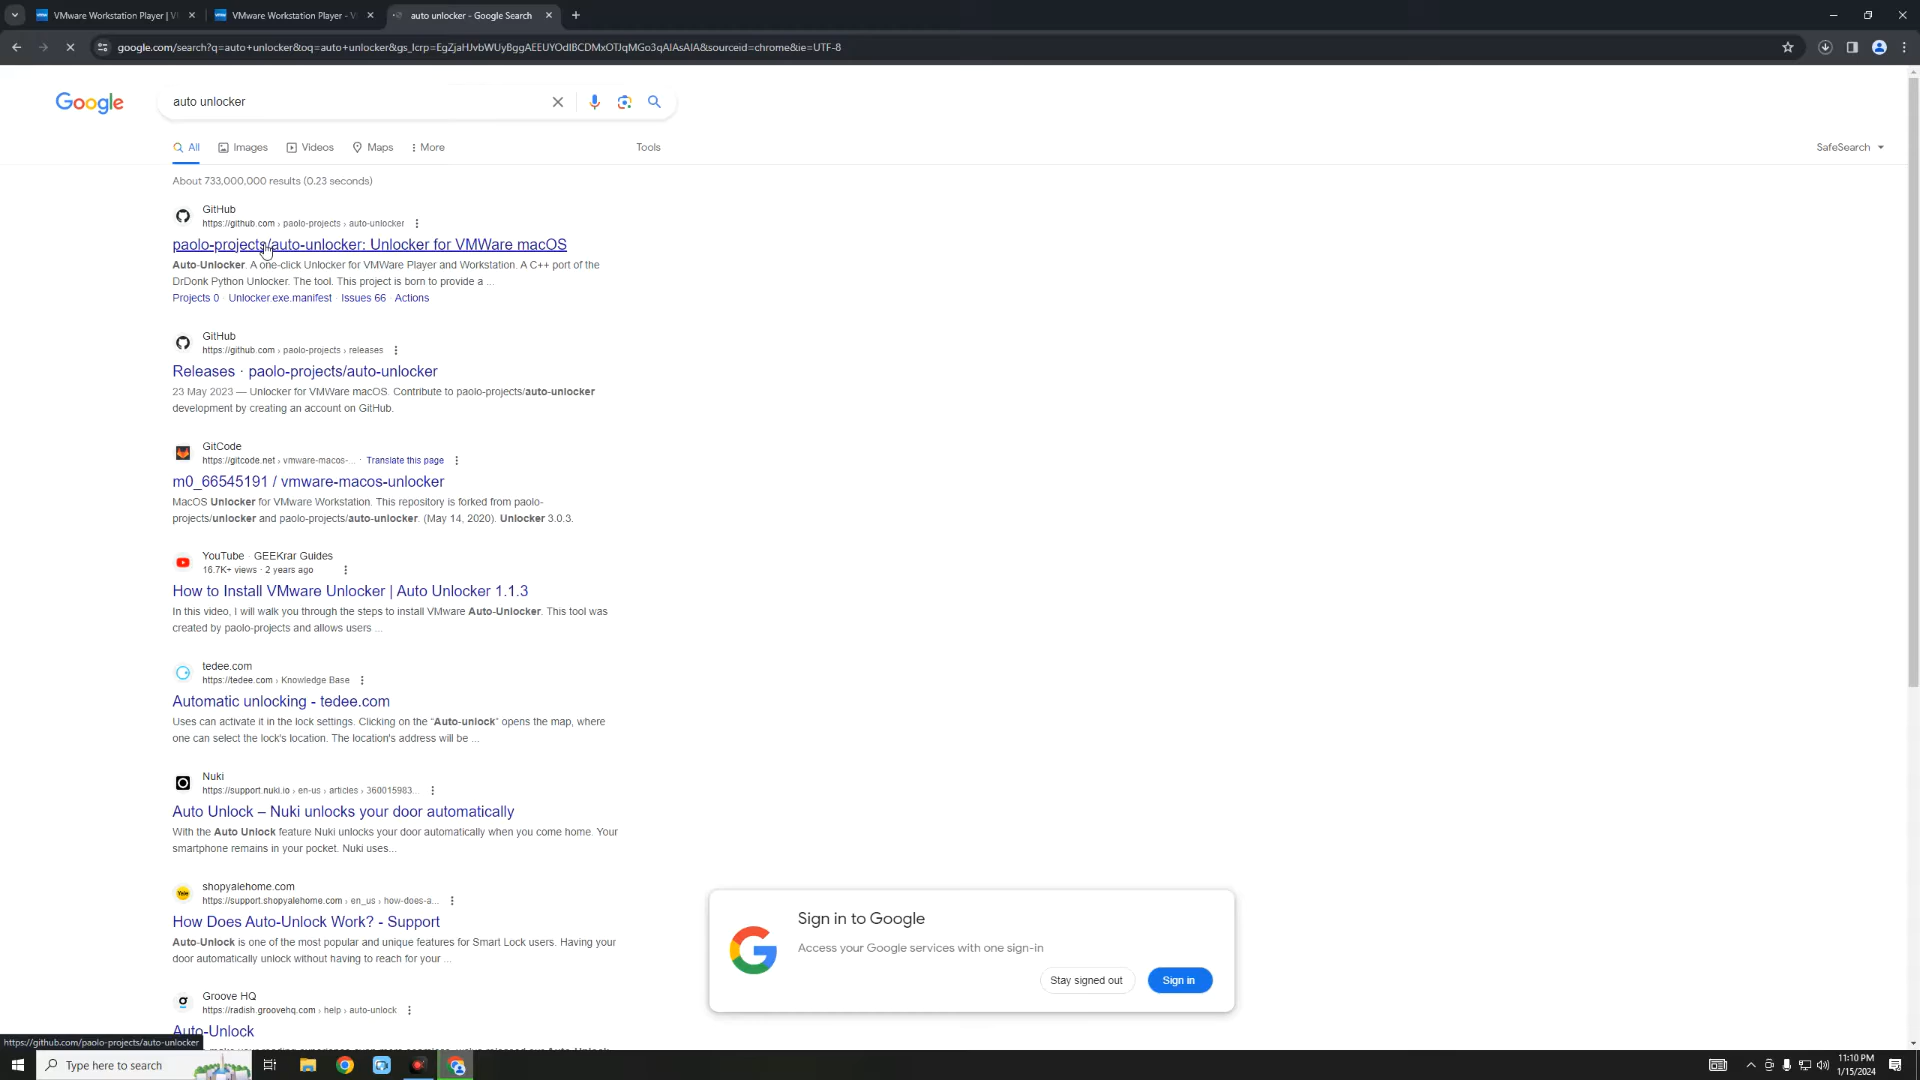 VMware Workstation Player | V
VMware Workstation Player - V
auto unlocker - Google Search
google.com/search?q=auto+unlocker&oq=auto+unlocker&gs_lcrp=EgZjaHJvbWUyBggAEEUYOdIBCDMxOTJqMGo3qAIAsAIA&sourceid=chrome&ie=UTF-8
Google
auto unlocker
All
Images
Videos
Maps
More
Tools
SafeSearch
About 733,000,000 results (0.23 seconds)
GitHub
https://github.com › paolo-projects › auto-unlocker
paolo-projects/auto-unlocker: Unlocker for VMWare macOS
Auto-Unlocker. A one-click Unlocker for VMWare Player and Workstation. A C++ port of the
DrDonk Python Unlocker. The tool. This project is born to provide a ...
Projects 0 · Unlocker.exe.manifest · Issues 66 · Actions
GitHub
https://github.com › paolo-projects › releases
Releases · paolo-projects/auto-unlocker
23 May 2023 — Unlocker for VMWare macOS. Contribute to paolo-projects/auto-unlocker
development by creating an account on GitHub.
GitCode
https://gitcode.net › vmware-macos-... · Translate this page
m0_66545191 / vmware-macos-unlocker
MacOS Unlocker for VMware Workstation. This repository is forked from paolo-
projects/unlocker and paolo-projects/auto-unlocker. (May 14, 2020). Unlocker 3.0.3.
YouTube · GEEKrar Guides
16.7K+ views · 2 years ago
How to Install VMware Unlocker | Auto Unlocker 1.1.3
In this video, I will walk you through the steps to install VMware Auto-Unlocker. This tool was
created by paolo-projects and allows users ...
tedee.com
https://tedee.com › Knowledge Base
Automatic unlocking - tedee.com
Uses can activate it in the lock settings. Clicking on the “Auto-unlock” opens the map, where
one can select the lock's location. The location's address will be ...
Nuki
https://support.nuki.io › en-us › articles › 360015983...
Auto Unlock – Nuki unlocks your door automatically
With the Auto Unlock feature Nuki unlocks your door automatically when you come home. Your
smartphone remains in your pocket. Nuki uses...
shopyalehome.com
https://support.shopyalehome.com › en_us › how-does-a...
How Does Auto-Unlock Work? - Support
Auto-Unlock is one of the most popular and unique features for Smart Lock users. Having your
door automatically unlock without having to reach for your ...
Groove HQ
https://radish.groovehq.com › help › auto-unlock
Auto-Unlock
Sign in to Google
Access your Google services with one sign-in
Stay signed out
Sign in
https://github.com/paolo-projects/auto-unlocker
Type here to search
11:10 PM
1/15/2024